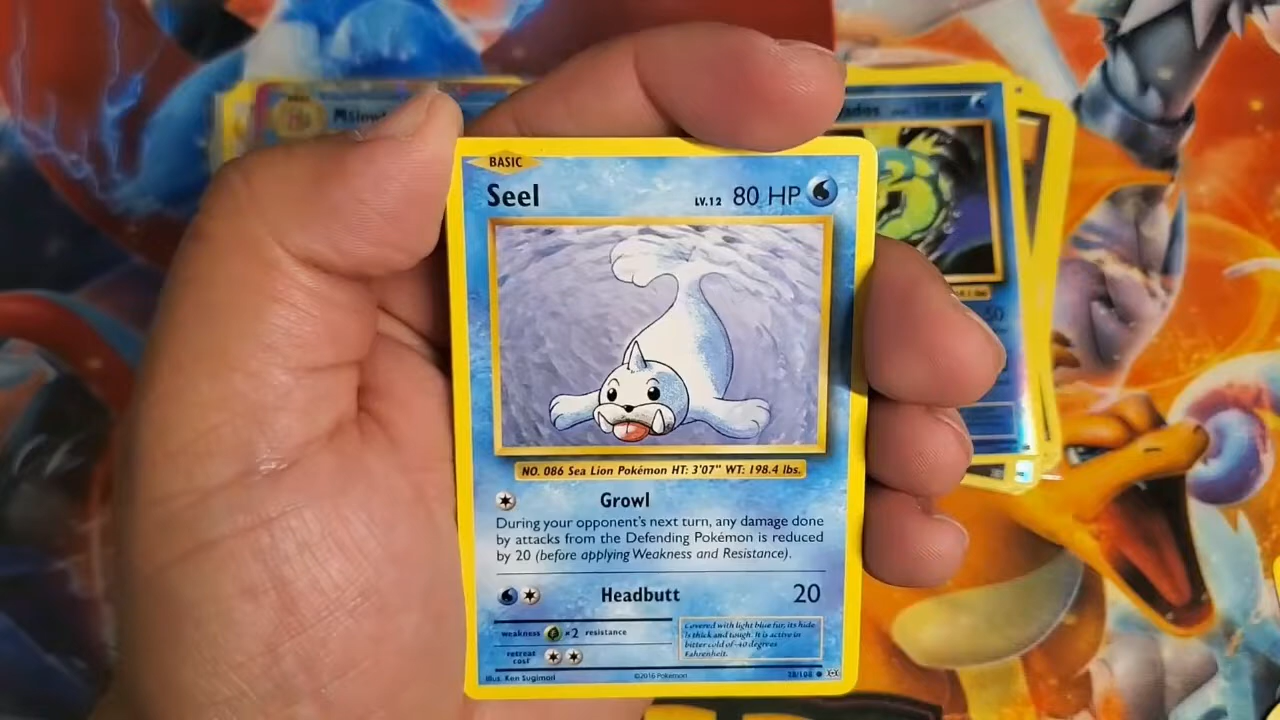 BASIC
Seel
LV.12 80 HP
NO. 086 Sea Lion Pokémon HT: 3'07" WT: 198.4 lbs.
Growl
During your opponent's next turn, any damage done
by attacks from the Defending Pokémon is reduced
by 20 (before applying Weakness and Resistance).
Headbutt 20
weakness ×2 resistance
retreat
cost
Covered with light blue fur, its hide
is thick and tough. It is active in
bitter cold of -40 degrees
Fahrenheit.
Illus. Ken Sugimori
©2016 Pokémon
28/108